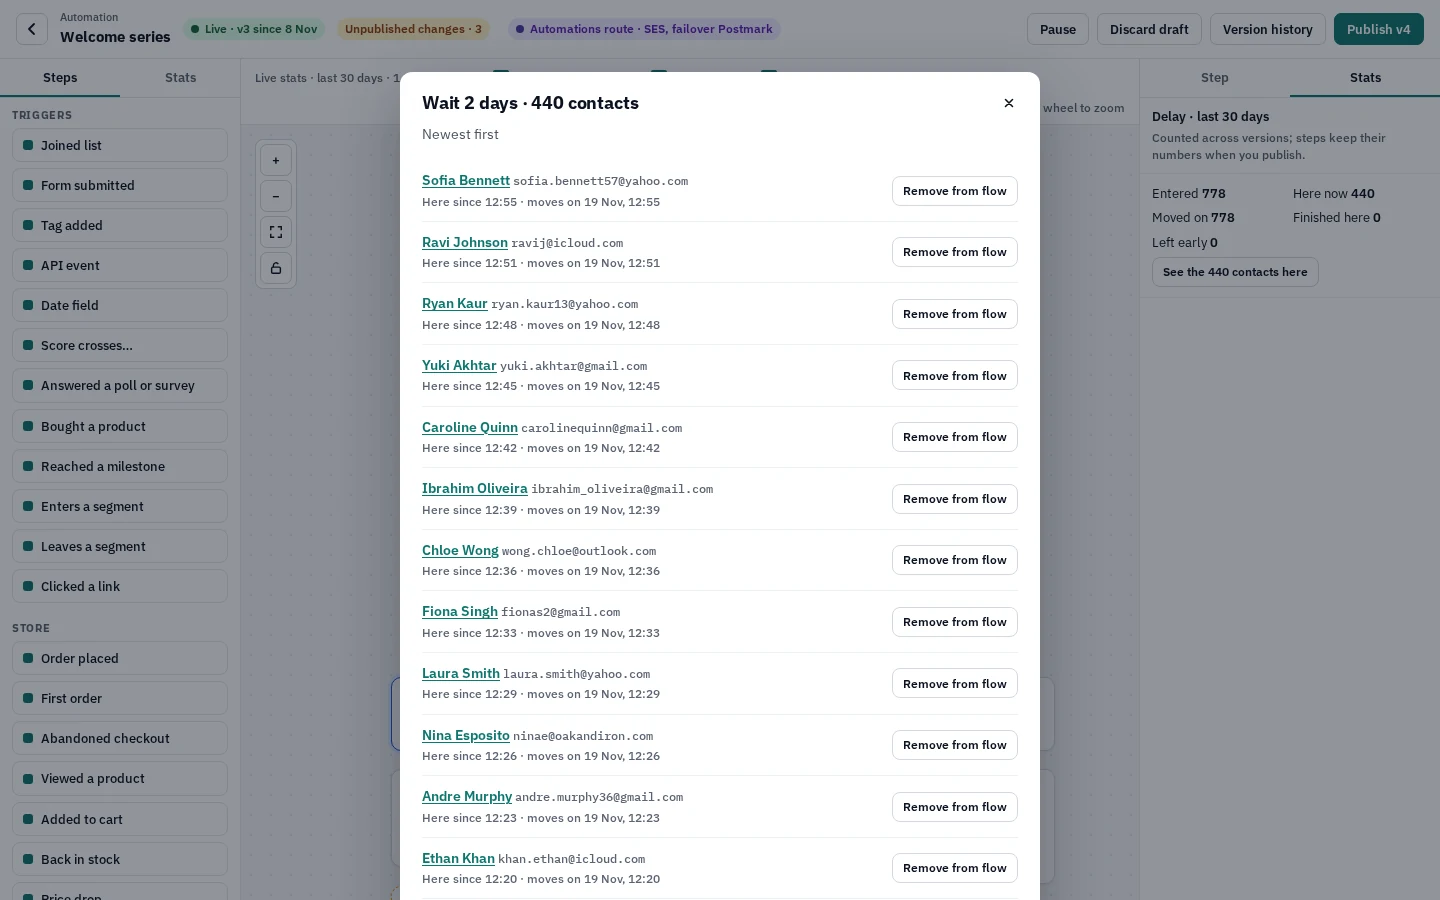 Automation
Welcome series
Live · v3 since 8 Nov
Unpublished changes · 3
Automations route · SES, failover Postmark
Pause
Discard draft
Version history
Publish v4
Steps
Stats
TRIGGERS
Joined list
Form submitted
Tag added
API event
Date field
Score crosses…
Answered a poll or survey
Bought a product
Reached a milestone
Enters a segment
Leaves a segment
Clicked a link
STORE
Order placed
First order
Abandoned checkout
Viewed a product
Added to cart
Back in stock
Price drop
Live stats · last 30 days · 1
wheel to zoom
+
−
Wait 2 days · 440 contacts
Newest first
Sofia Bennett sofia.bennett57@yahoo.com
Here since 12:55 · moves on 19 Nov, 12:55
Remove from flow
Ravi Johnson ravij@icloud.com
Here since 12:51 · moves on 19 Nov, 12:51
Remove from flow
Ryan Kaur ryan.kaur13@yahoo.com
Here since 12:48 · moves on 19 Nov, 12:48
Remove from flow
Yuki Akhtar yuki.akhtar@gmail.com
Here since 12:45 · moves on 19 Nov, 12:45
Remove from flow
Caroline Quinn carolinequinn@gmail.com
Here since 12:42 · moves on 19 Nov, 12:42
Remove from flow
Ibrahim Oliveira ibrahim_oliveira@gmail.com
Here since 12:39 · moves on 19 Nov, 12:39
Remove from flow
Chloe Wong wong.chloe@outlook.com
Here since 12:36 · moves on 19 Nov, 12:36
Remove from flow
Fiona Singh fionas2@gmail.com
Here since 12:33 · moves on 19 Nov, 12:33
Remove from flow
Laura Smith laura.smith@yahoo.com
Here since 12:29 · moves on 19 Nov, 12:29
Remove from flow
Nina Esposito ninae@oakandiron.com
Here since 12:26 · moves on 19 Nov, 12:26
Remove from flow
Andre Murphy andre.murphy36@gmail.com
Here since 12:23 · moves on 19 Nov, 12:23
Remove from flow
Ethan Khan khan.ethan@icloud.com
Here since 12:20 · moves on 19 Nov, 12:20
Remove from flow
Step
Stats
Delay · last 30 days
Counted across versions; steps keep their
numbers when you publish.
Entered 778
Here now 440
Moved on 778
Finished here 0
Left early 0
See the 440 contacts here